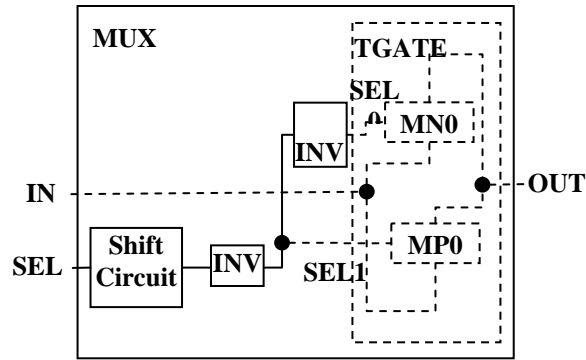 MUX
TGATE
SEL
MN0
INV
IN
OUT
Shift
Circuit
SEL
INV
SEL1
MP0